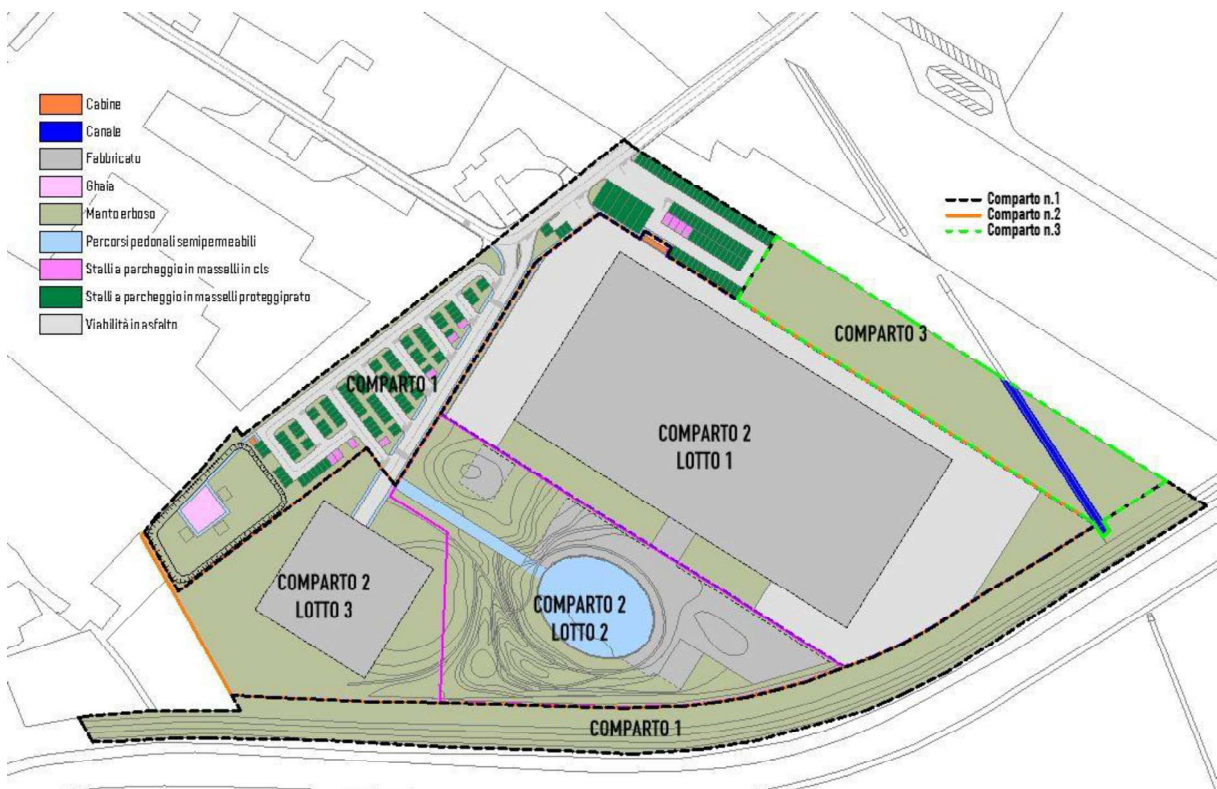 Cabine
Canale
Fabbricato
Ghaia
Manto erboso
Percorsi pedonali semipermeabili
Stalli a parcheggio in masselli in cls
Stalli a parcheggio in masselli proteggiprato
Viabilità in asfalto
Comparto n.1
Comparto n.2
Comparto n.3
COMPARTO 3
COMPARTO 1
COMPARTO 2
LOTTO 1
COMPARTO 2
LOTTO 3
COMPARTO 2
LOTTO 2
COMPARTO 1